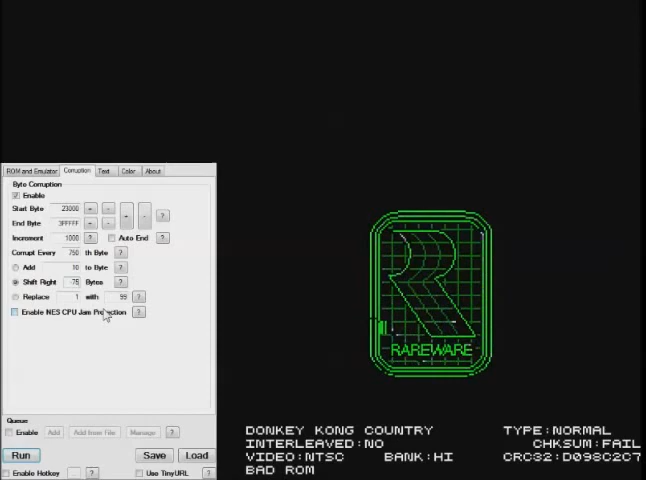 ROM and Emulator Corruption Text Color About
Byte Corruption
Enable
Start Byte 23000 + - + - ?
End Byte 3FFFFF + -
Increment 1000 ? Auto End ?
Corrupt Every 750 th Byte ?
Add 10 to Byte ?
Shift Right -75 Bytes ?
Replace 1 with 99 ?
Enable NES CPU Jam Protection ?
RAREWARE
Queue
Enable Add Add from File Manage ?
Run Save Load
Enable Hotkey ... ? Use TinyURL ?
DONKEY KONG COUNTRY TYPE:NORMAL
INTERLEAVED:NO CHKSUM:FAIL
VIDEO:NTSC BANK:HI CRC32:D098C2C7
BAD ROM